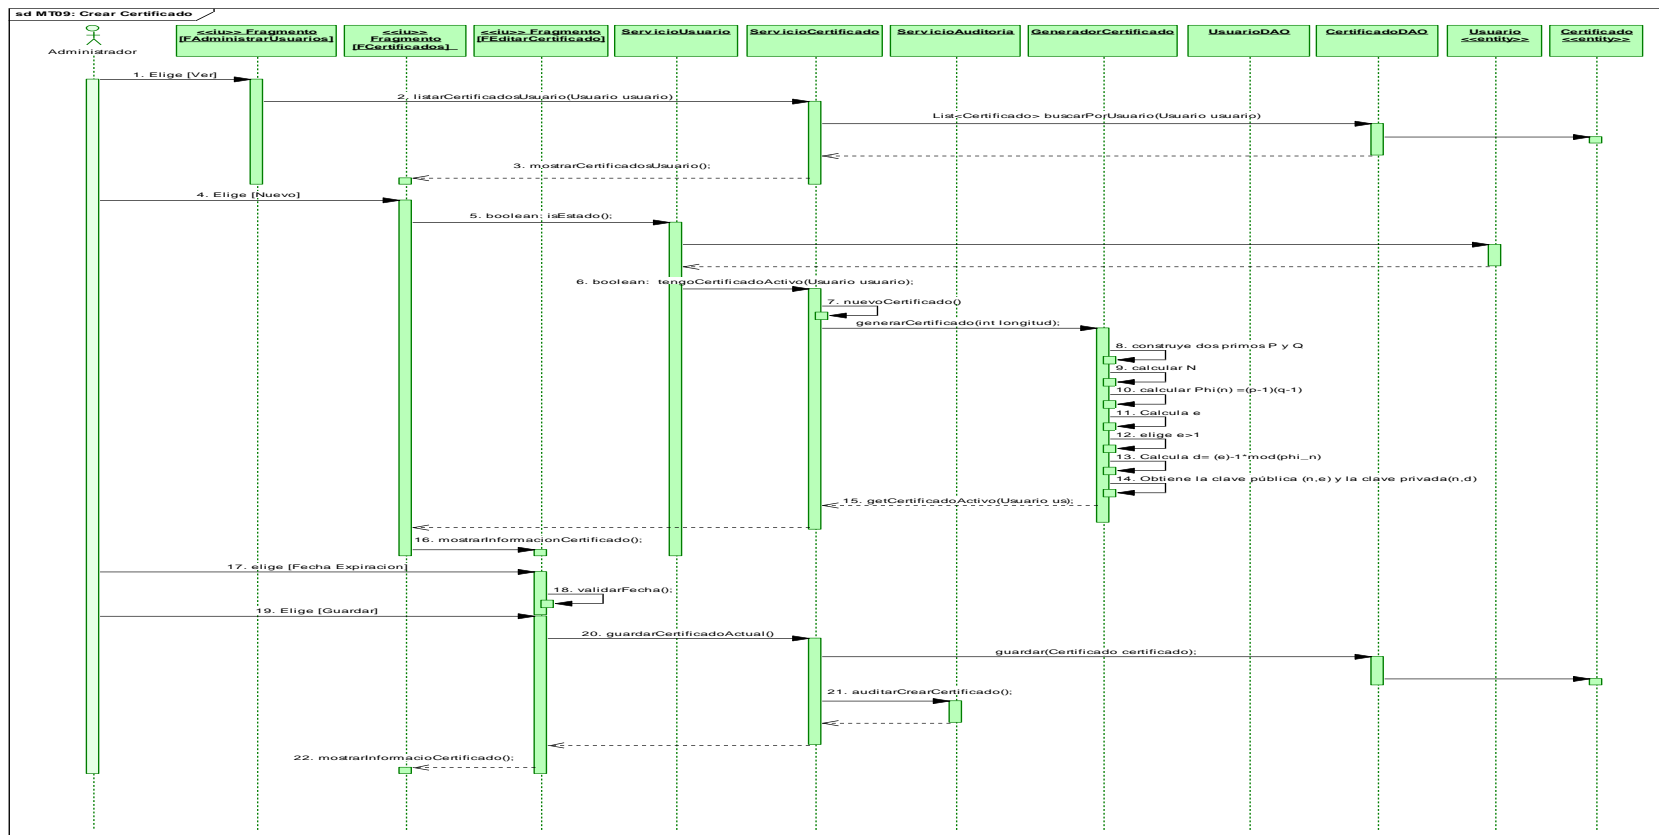 sd MT09: Crear Certificado
Administrador
<<iu>> Fragmento
[FAdministrarUsuarios]
<<iu>>
Fragmento
[FCertificados]
<<iu>> Fragmento
[FEditarCertificado]
ServicioUsuario
ServicioCertificado
ServicioAuditoria
GeneradorCertificado
UsuarioDAO
CertificadoDAO
Usuario
<<entity>>
Certificado
<<entity>>
1. Elige [Ver]
2. listarCertificadosUsuario(Usuario usuario)
List<Certificado> buscarPorUsuario(Usuario usuario)
3. mostrarCertificadosUsuario();
4. Elige [Nuevo]
5. boolean: isEstado();
6. boolean: tengoCertificadoActivo(Usuario usuario);
7. nuevoCertificado()
generarCertificado(int longitud);
8. construye dos primos P y Q
9. calcular N
10. calcular Phi(n) =(p-1)(q-1)
11. Calcula e
12. elige e>1
13. Calcula d= (e)-1*mod(phi_n)
14. Obtiene la clave pública (n,e) y la clave privada(n,d)
15. getCertificadoActivo(Usuario us);
16. mostrarInformacionCertificado();
17. elige [Fecha Expiracion]
18. validarFecha();
19. Elige [Guardar]
20. guardarCertificadoActual()
guardar(Certificado certificado);
21. auditarCrearCertificado();
22. mostrarInformacioCertificado();